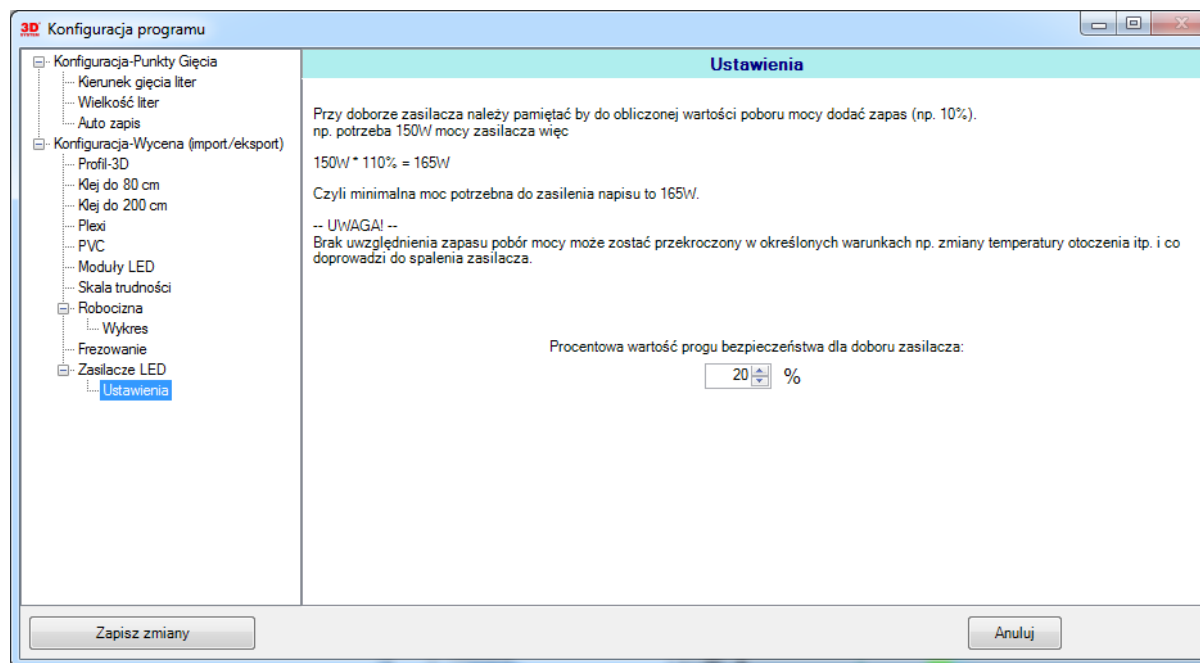 3D SYSTEM Konfiguracja programu
Konfiguracja-Punkty Gięcia
Kierunek gięcia liter
Wielkość liter
Auto zapis
Konfiguracja-Wycena (import/eksport)
Profil-3D
Klej do 80 cm
Klej do 200 cm
Plexi
PVC
Moduły LED
Skala trudności
Robocizna
Wykres
Frezowanie
Zasilacze LED
Ustawienia
Ustawienia
Przy doborze zasilacza należy pamiętać by do obliczonej wartości poboru mocy dodać zapas (np. 10%).
np. potrzeba 150W mocy zasilacza więc
150W * 110% = 165W
Czyli minimalna moc potrzebna do zasilenia napisu to 165W.
-- UWAGA! --
Brak uwzględnienia zapasu pobór mocy może zostać przekroczony w określonych warunkach np. zmiany temperatury otoczenia itp. i co
doprowadzi do spalenia zasilacza.
Procentowa wartość progu bezpieczeństwa dla doboru zasilacza:
20 %
Zapisz zmiany
Anuluj